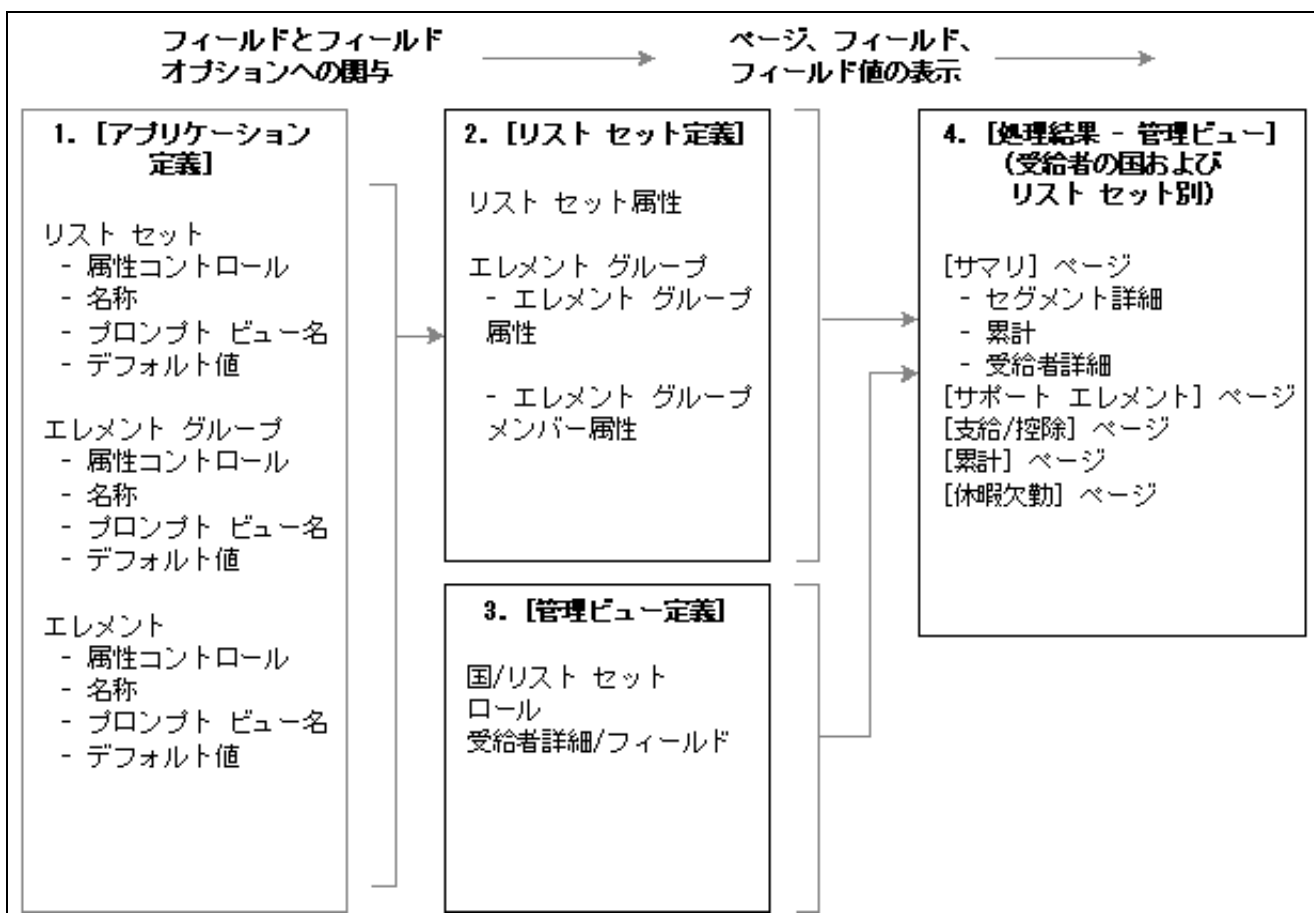 フィールドとフィールド
オプションへの関与
ページ、フィールド、
フィールド値の表示
1. [アプリケーション
定義]
リスト セット
- 属性コントロール
- 名称
- プロンプト ビュー名
- デフォルト値
エレメント グループ
- 属性コントロール
- 名称
- プロンプト ビュー名
- デフォルト値
エレメント
- 属性コントロール
- 名称
- プロンプト ビュー名
- デフォルト値
2. [リスト セット定義]
リスト セット属性
エレメント グループ
- エレメント グループ
属性
- エレメント グループ
メンバー属性
3. [管理ビュー定義]
国/リスト セット
ロール
受給者詳細/フィールド
4. [処理結果 - 管理ビュー]
(受給者の国および
リスト セット別)
[サマリ] ページ
- セグメント詳細
- 累計
- 受給者詳細
[サポート エレメント] ページ
[支給/控除] ページ
[累計] ページ
[休暇欠勤] ページ